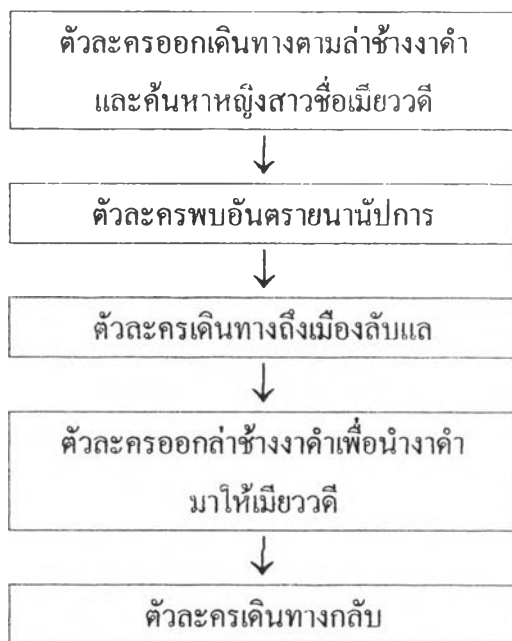 ตัวละครออกเดินทางตามล่าช้างงาดำ
และค้นหาหญิงสาวชื่อเมียววดี
ตัวละครพบอันตรายนานัปการ
ตัวละครเดินทางถึงเมืองลับแล
ตัวละครออกล่าช้างงาดำเพื่อนำงาดำ
มาให้เมียววดี
ตัวละครเดินทางกลับ